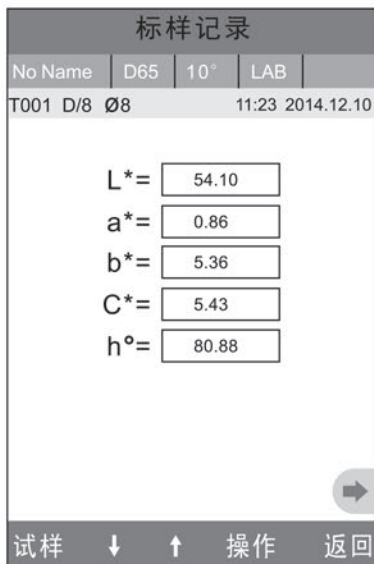 标样记录
No Name D65 10° LAB
T001 D/8 Ø8 11:23 2014.12.10
L*= 54.10
a*= 0.86
b*= 5.36
C*= 5.43
h°= 80.88
试样 ↓ ↑ 操作 返回